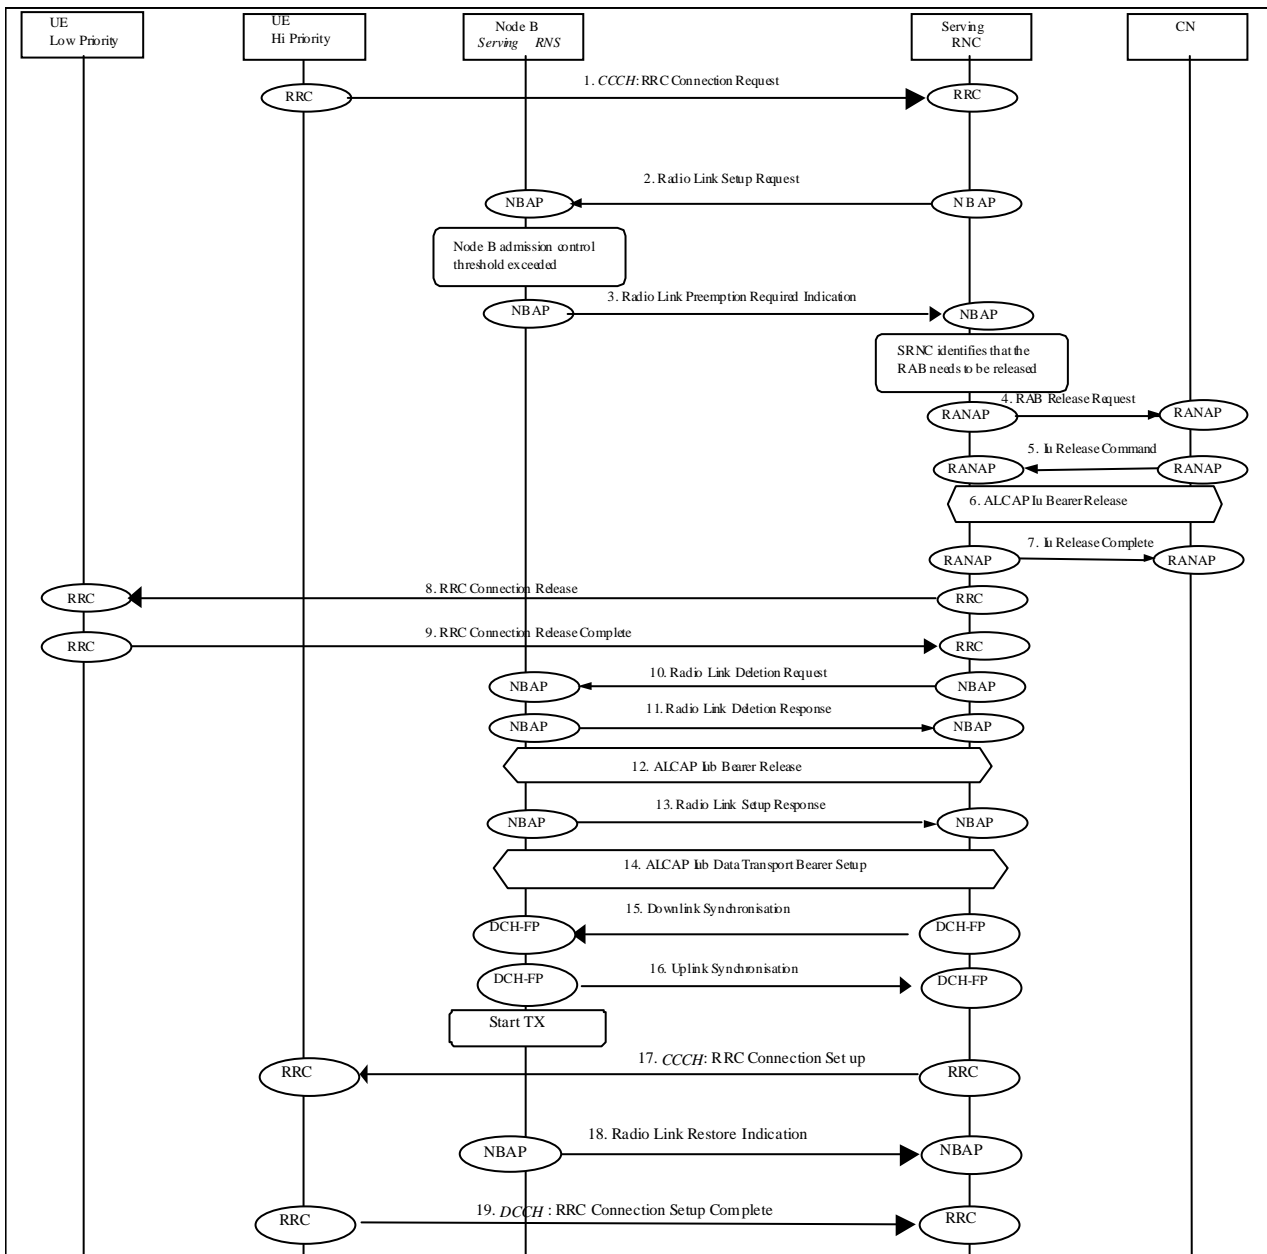 UE
Low Priority
UE
Hi Priority
Node B
Serving RNS
Serving
RNC
CN
1. CCCH: RRC Connection Request
RRC
RRC
2. Radio Link Setup Request
NBAP
NBAP
Node B admission control
threshold exceeded
3. Radio Link Preemption Required Indication
NBAP
NBAP
SRNC identifies that the
RAB needs to be released
4. RAB Release Request
RANAP
RANAP
5. Iu Release Command
RANAP
RANAP
6. ALCAP Iu Bearer Release
7. Iu Release Complete
RANAP
RANAP
8. RRC Connection Release
RRC
RRC
9. RRC Connection Release Complete
RRC
RRC
10. Radio Link Deletion Request
NBAP
NBAP
11. Radio Link Deletion Response
NBAP
NBAP
12. ALCAP Iub Bearer Release
13. Radio Link Setup Response
NBAP
NBAP
14. ALCAP Iub Data Transport Bearer Setup
15. Downlink Synchronisation
DCH-FP
DCH-FP
16. Uplink Synchronisation
DCH-FP
DCH-FP
Start TX
17. CCCH: RRC Connection Set up
RRC
RRC
18. Radio Link Restore Indication
NBAP
NBAP
19. DCCH : RRC Connection Setup Complete
RRC
RRC